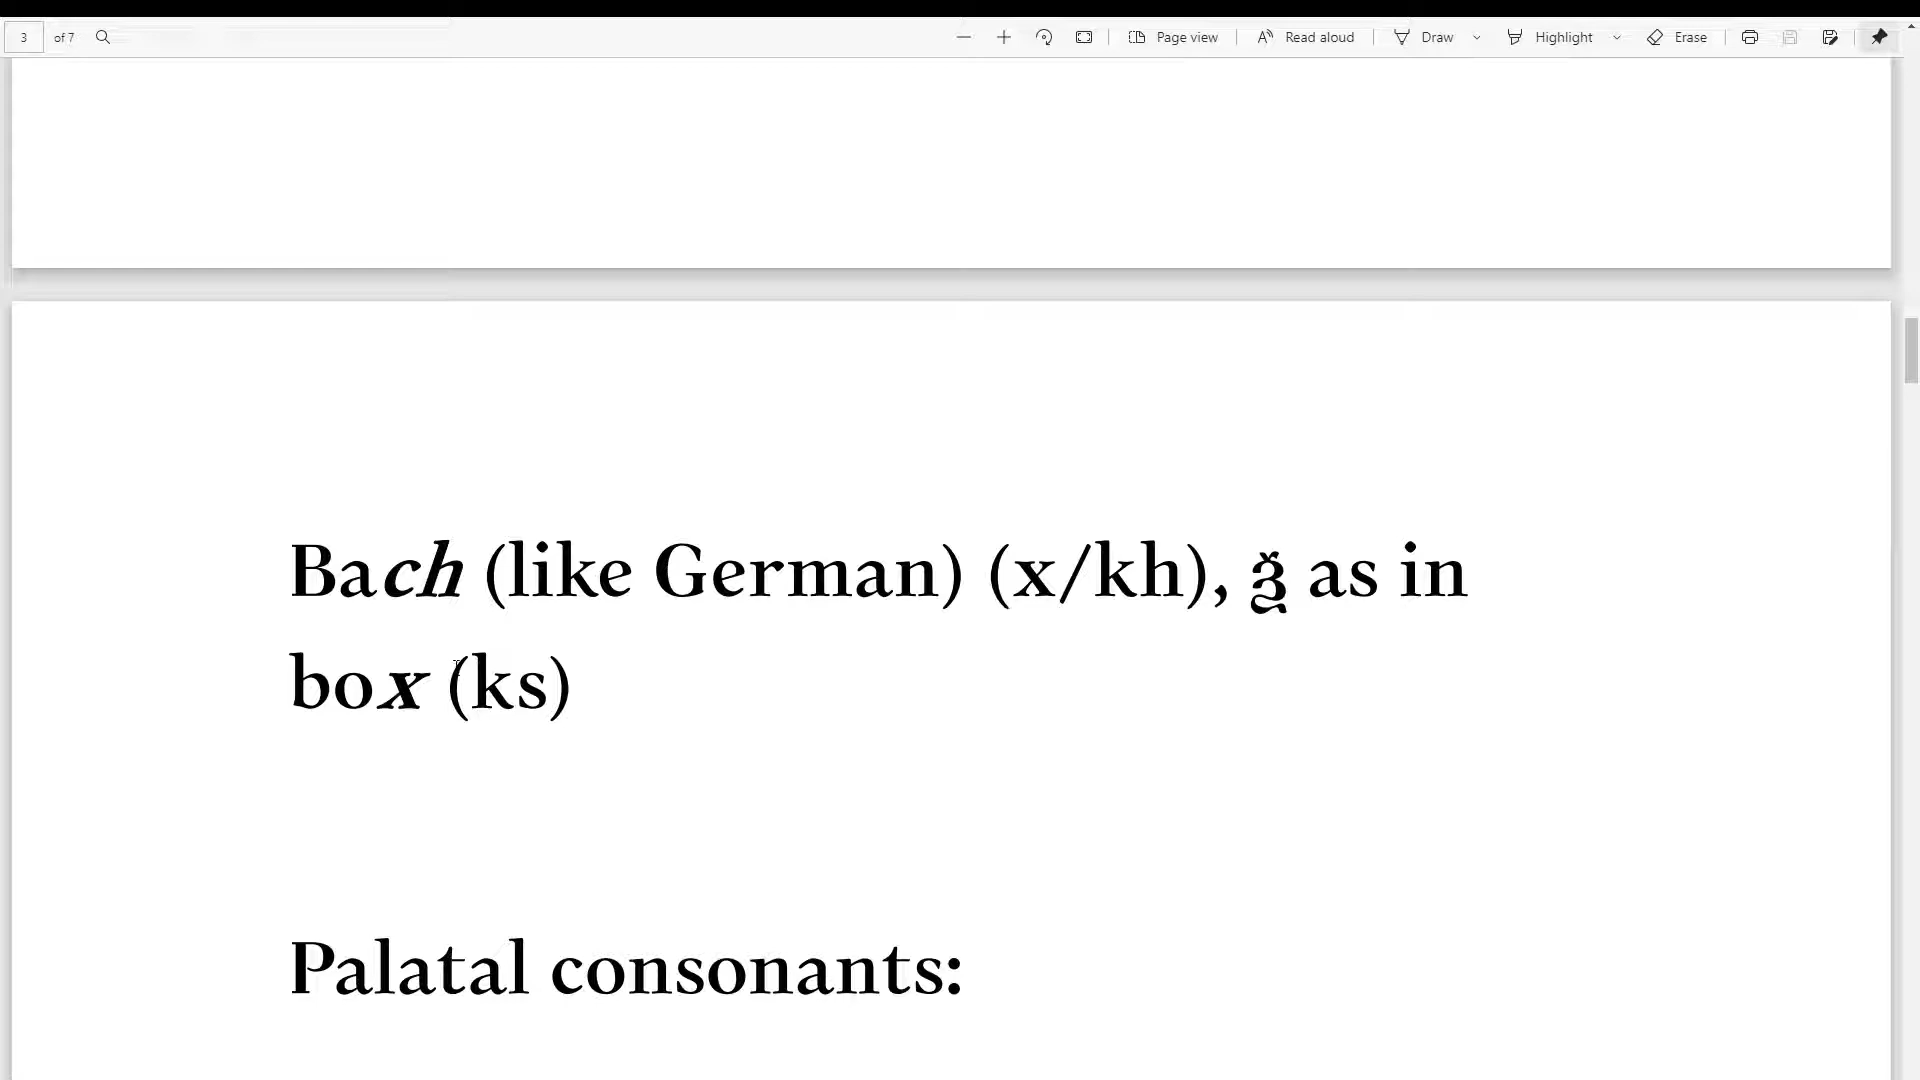 3 of 7 Page view Read aloud Draw Highlight Erase
Bach (like German) (x/kh), ѯ as in
box (ks)
Palatal consonants: